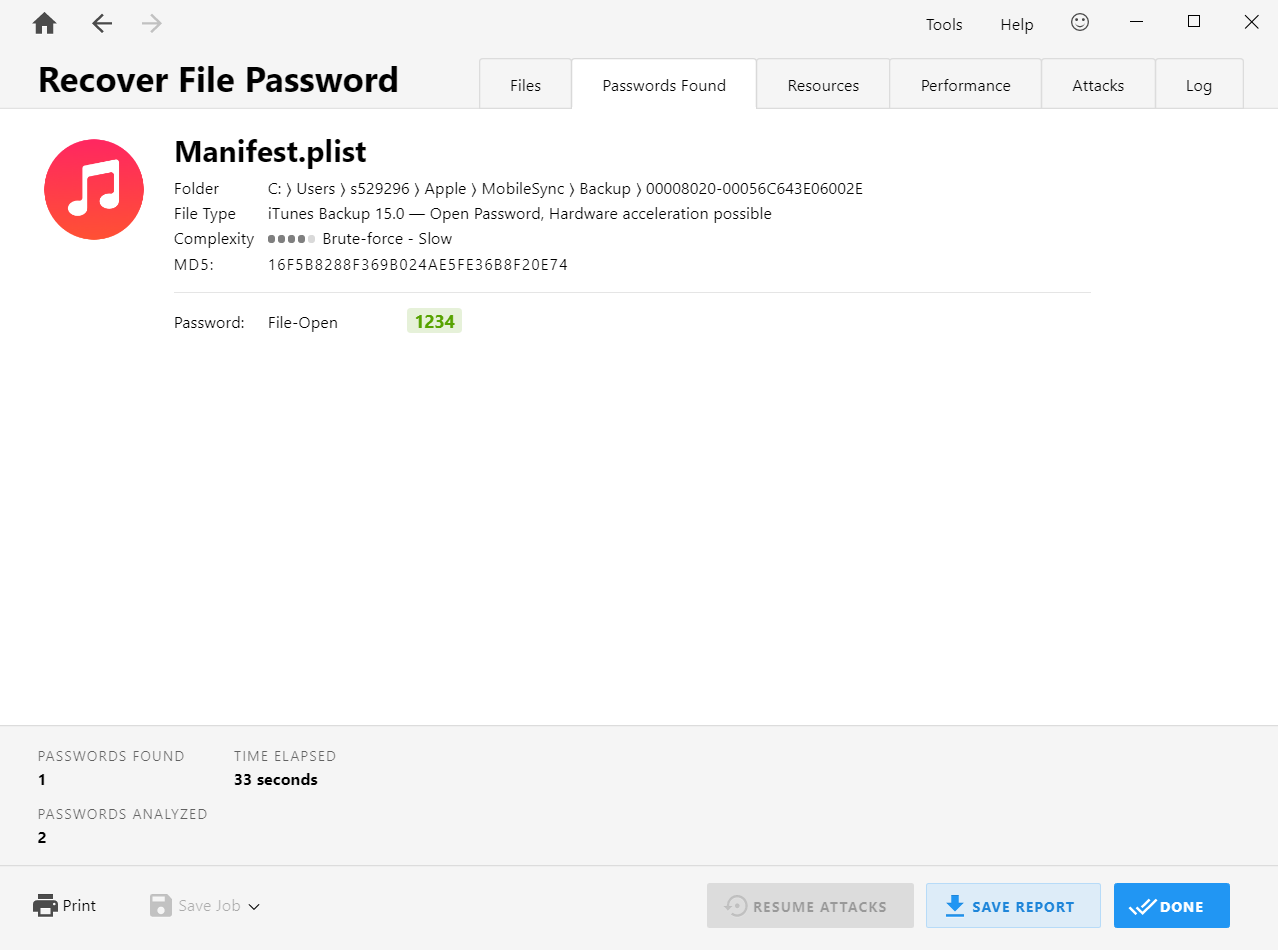 Tools Help
Recover File Password
Files Passwords Found Resources Performance Attacks Log
Manifest.plist
Folder C: ⟩ Users ⟩ s529296 ⟩ Apple ⟩ MobileSync ⟩ Backup ⟩ 00008020-00056C643E06002E
File Type iTunes Backup 15.0 — Open Password, Hardware acceleration possible
Complexity Brute-force - Slow
MD5: 16F5B8288F369B024AE5FE36B8F20E74
Password: File-Open 1234
PASSWORDS FOUND TIME ELAPSED
1 33 seconds
PASSWORDS ANALYZED
2
Print Save Job RESUME ATTACKS SAVE REPORT DONE